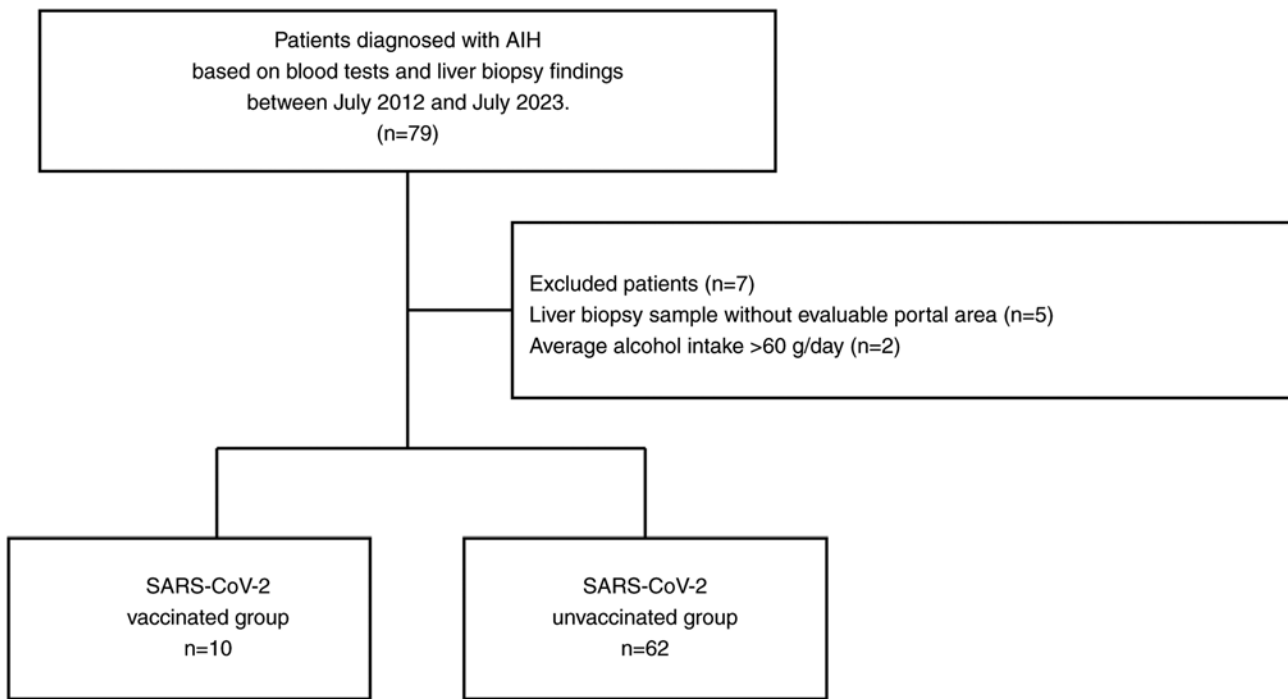 Patients diagnosed with AIH
based on blood tests and liver biopsy findings
between July 2012 and July 2023.
(n=79)
Excluded patients (n=7)
Liver biopsy sample without evaluable portal area (n=5)
Average alcohol intake >60 g/day (n=2)
SARS-CoV-2
vaccinated group
n=10
SARS-CoV-2
unvaccinated group
n=62